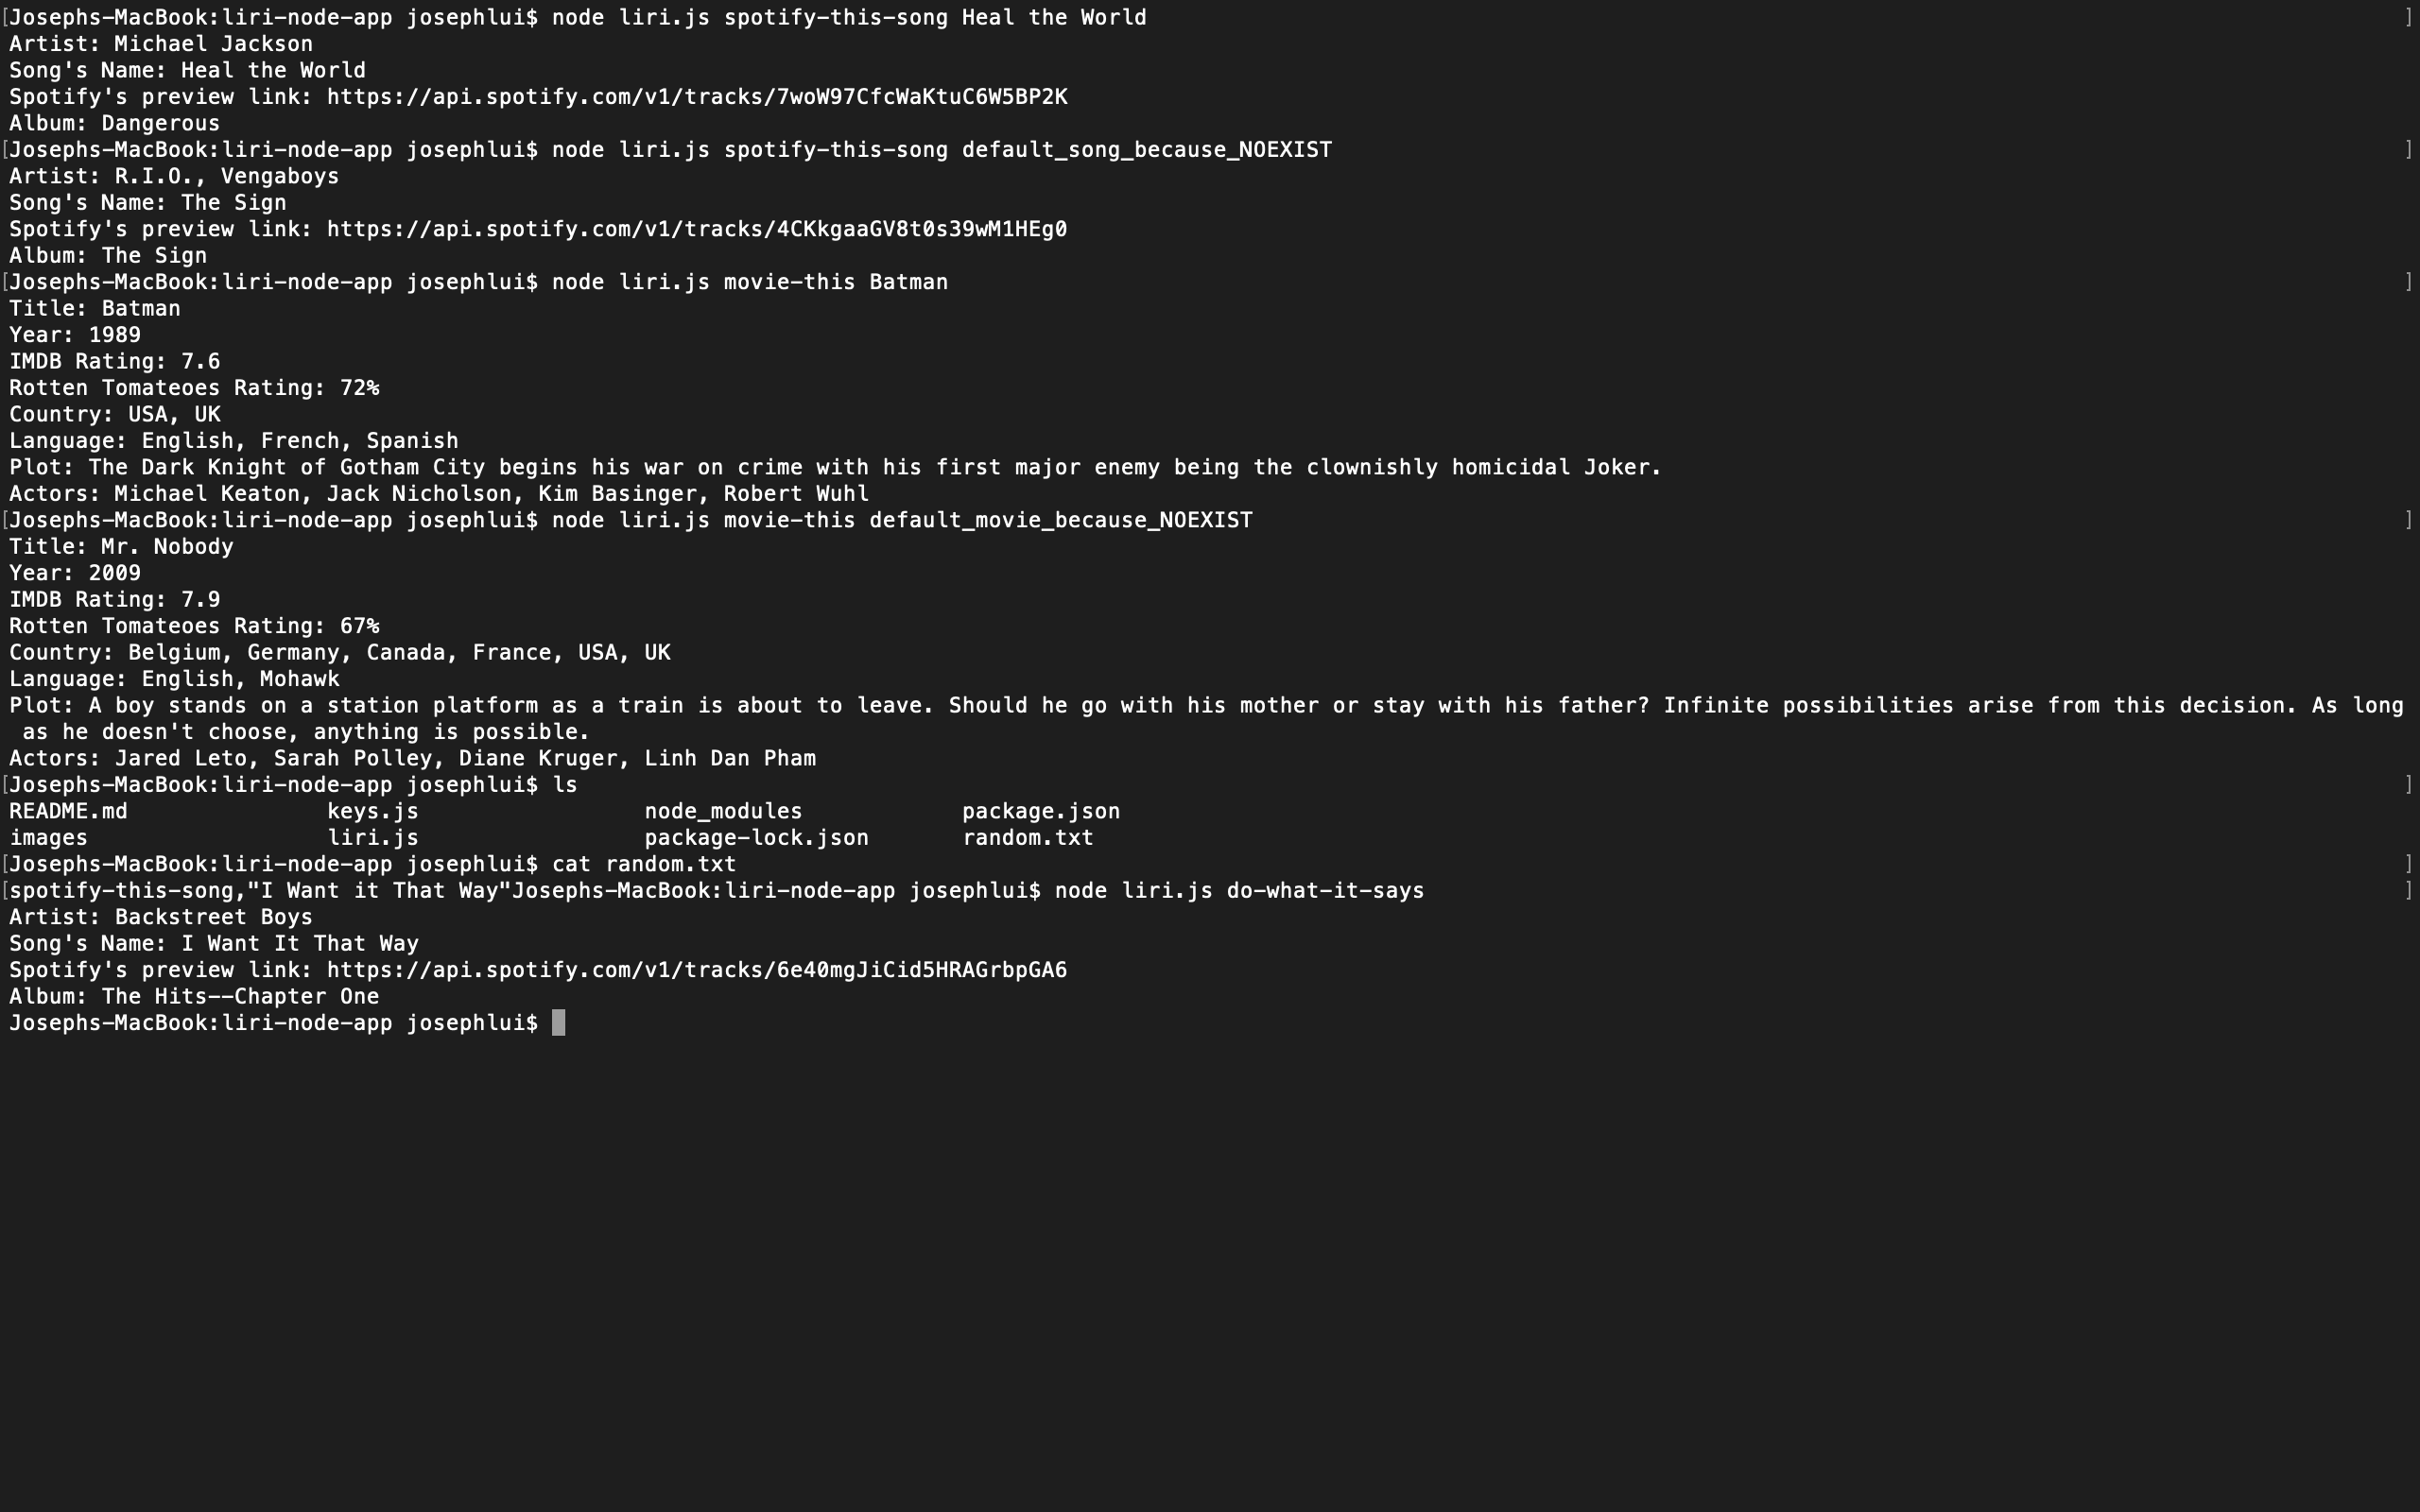 [Josephs-MacBook:liri-node-app josephlui$ node liri.js spotify-this-song Heal the World ]
Artist: Michael Jackson
Song's Name: Heal the World
Spotify's preview link: https://api.spotify.com/v1/tracks/7woW97CfcWaKtuC6W5BP2K
Album: Dangerous
[Josephs-MacBook:liri-node-app josephlui$ node liri.js spotify-this-song default_song_because_NOEXIST ]
Artist: R.I.O., Vengaboys
Song's Name: The Sign
Spotify's preview link: https://api.spotify.com/v1/tracks/4CKkgaaGV8t0s39wM1HEg0
Album: The Sign
[Josephs-MacBook:liri-node-app josephlui$ node liri.js movie-this Batman ]
Title: Batman
Year: 1989
IMDB Rating: 7.6
Rotten Tomateoes Rating: 72%
Country: USA, UK
Language: English, French, Spanish
Plot: The Dark Knight of Gotham City begins his war on crime with his first major enemy being the clownishly homicidal Joker.
Actors: Michael Keaton, Jack Nicholson, Kim Basinger, Robert Wuhl
[Josephs-MacBook:liri-node-app josephlui$ node liri.js movie-this default_movie_because_NOEXIST ]
Title: Mr. Nobody
Year: 2009
IMDB Rating: 7.9
Rotten Tomateoes Rating: 67%
Country: Belgium, Germany, Canada, France, USA, UK
Language: English, Mohawk
Plot: A boy stands on a station platform as a train is about to leave. Should he go with his mother or stay with his father? Infinite possibilities arise from this decision. As long
as he doesn't choose, anything is possible.
Actors: Jared Leto, Sarah Polley, Diane Kruger, Linh Dan Pham
[Josephs-MacBook:liri-node-app josephlui$ ls ]
README.md keys.js node_modules package.json
images liri.js package-lock.json random.txt
[Josephs-MacBook:liri-node-app josephlui$ cat random.txt ]
[spotify-this-song,"I Want it That Way"Josephs-MacBook:liri-node-app josephlui$ node liri.js do-what-it-says ]
Artist: Backstreet Boys
Song's Name: I Want It That Way
Spotify's preview link: https://api.spotify.com/v1/tracks/6e40mgJiCid5HRAGrbpGA6
Album: The Hits--Chapter One
Josephs-MacBook:liri-node-app josephlui$